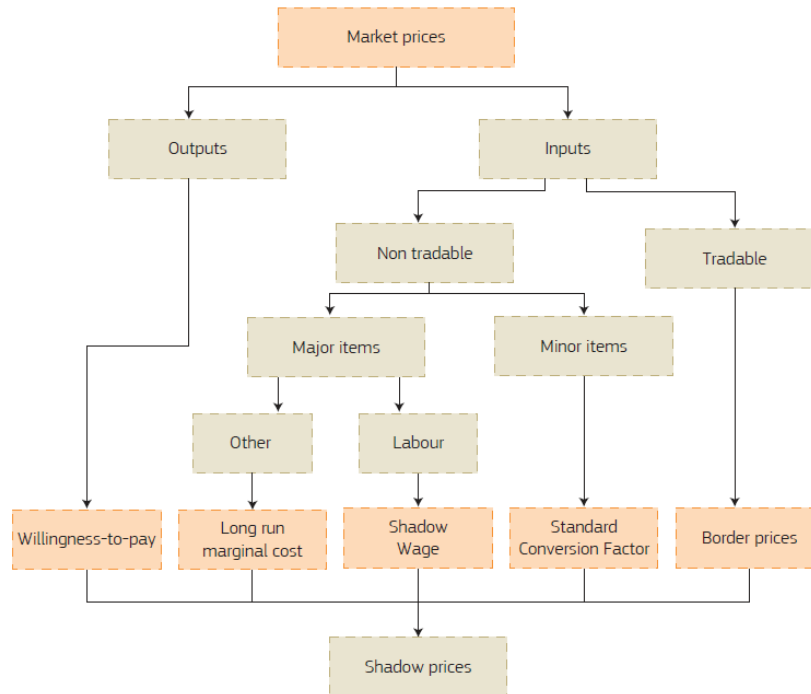 Market prices
Outputs
Inputs
Non tradable
Tradable
Major items
Minor items
Other
Labour
Willingness-to-pay
Long run
marginal cost
Shadow
Wage
Standard
Conversion Factor
Border prices
Shadow prices